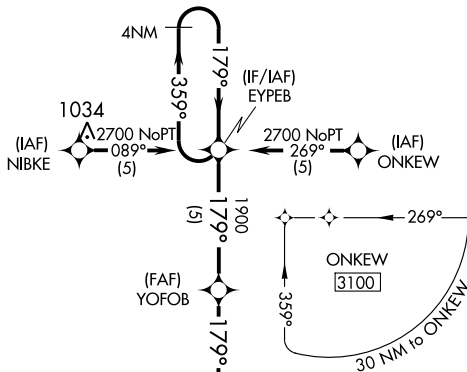 4NM
359°
179°
(IF/IAF)
EYPEB
1034
(IAF)
NIBKE
2700 NoPT
089°
(5)
2700 NoPT
269°
(5)
(IAF)
ONKEW
179°
(5)
1900
(FAF)
YOFOB
179°
269°
ONKEW
3100
359°
30 NM to ONKEW